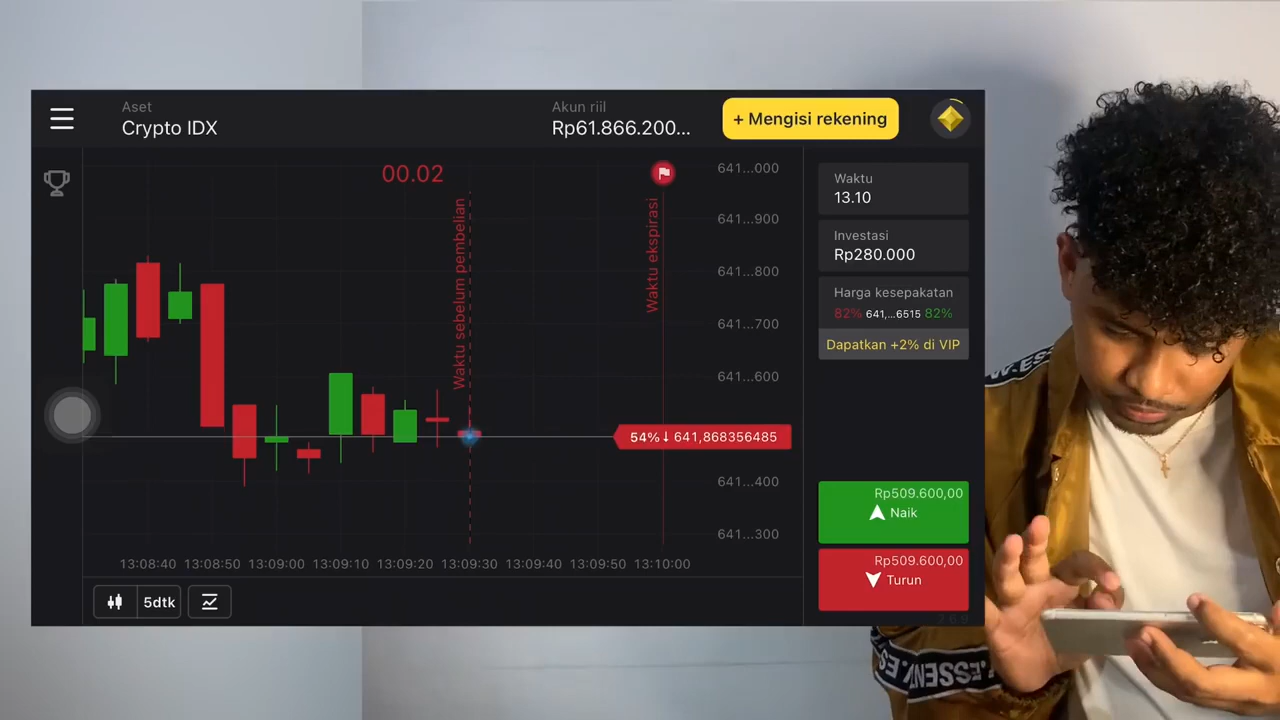 Aset
Crypto IDX
Akun riil
Rp61.866.200...
+ Mengisi rekening
00.02
Waktu sebelum pembelian
Waktu ekspirasi
641...000
641...900
641...800
641...700
641...600
54%↓ 641,868356485
641...400
641...300
13:08:40 13:08:50 13:09:00 13:09:10 13:09:20 13:09:30 13:09:40 13:09:50 13:10:00
5dtk
Waktu
13.10
Investasi
Rp280.000
Harga kesepakatan
82% 641,...6515 82%
Dapatkan +2% di VIP
Rp509.600,00
Naik
Rp509.600,00
Turun